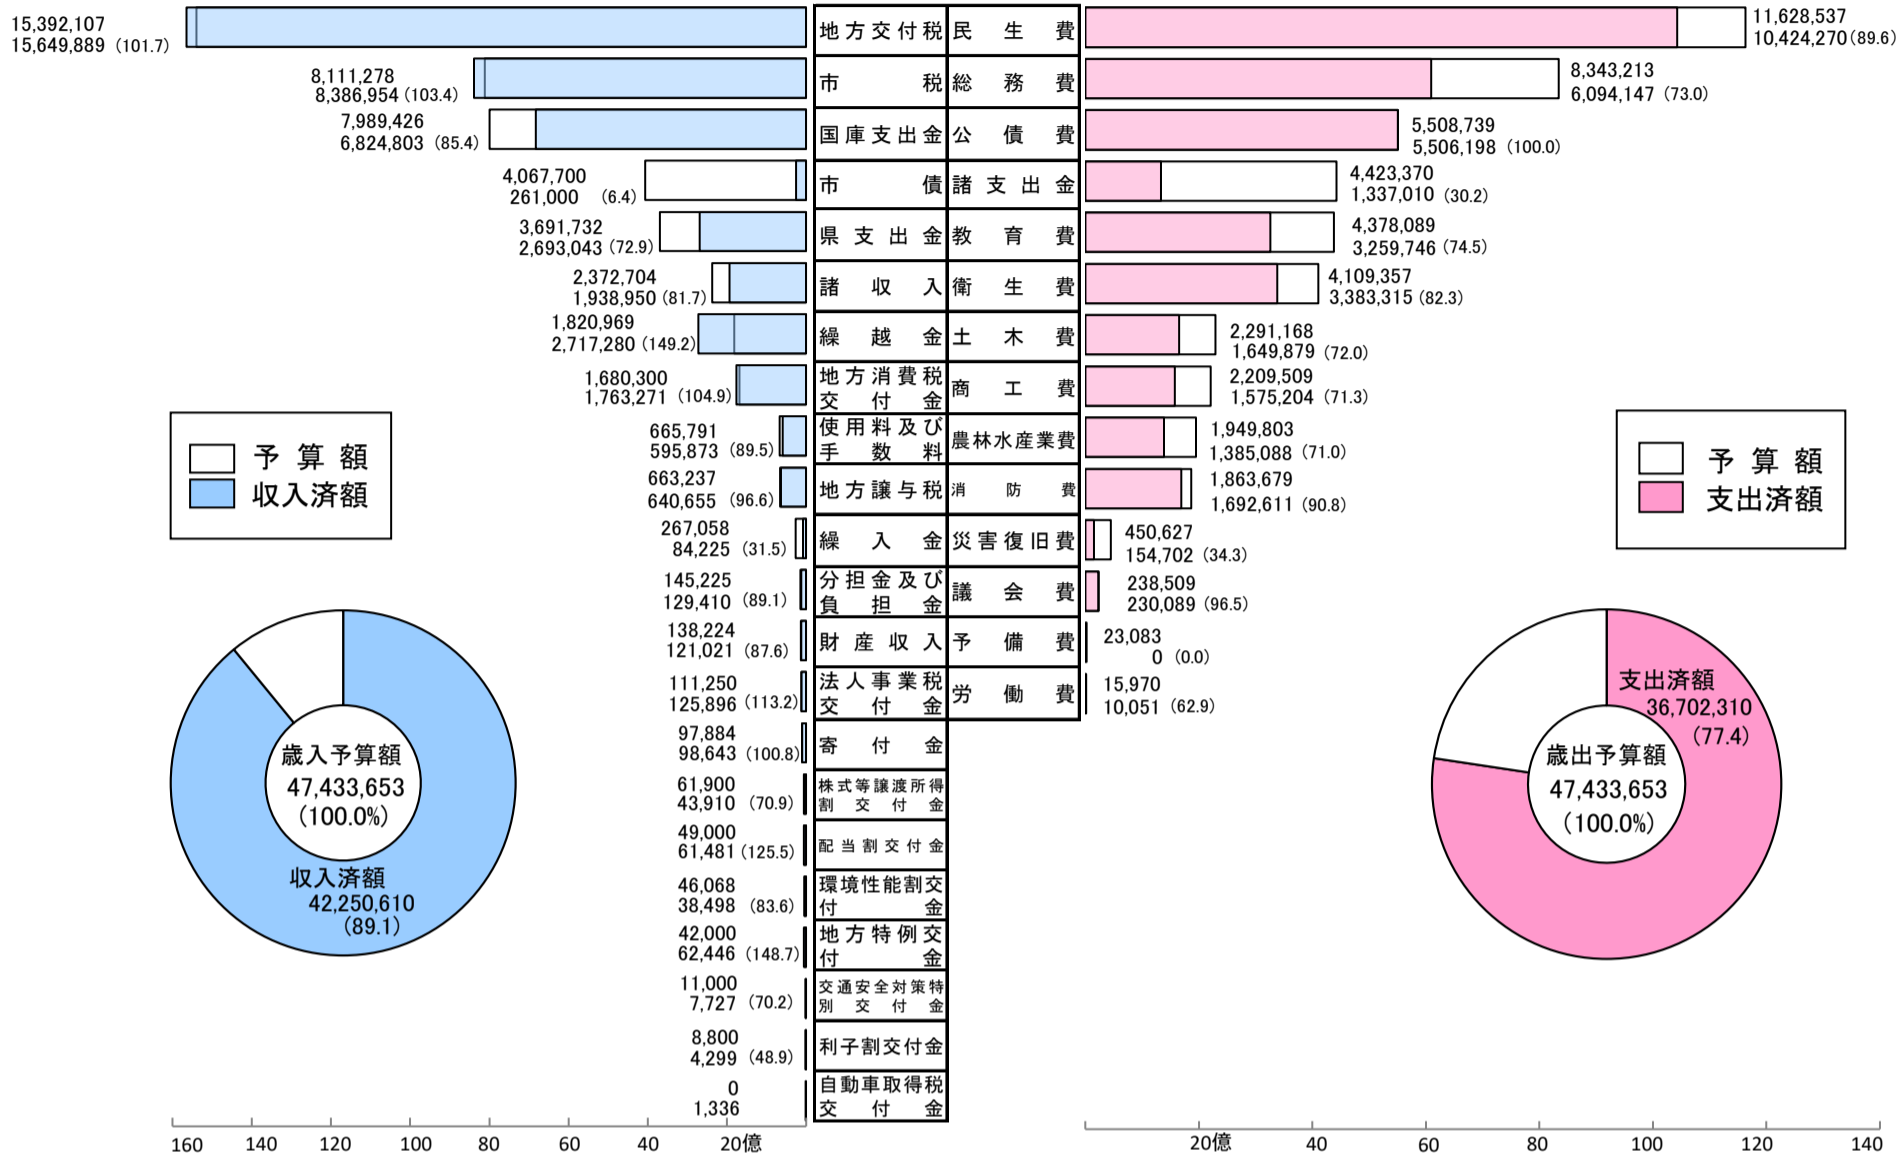 15,392,107
15,649,889 (101.7)
地方交付税
民生費
11,628,537
10,424,270(89.6)
8,111,278
8,386,954 (103.4)
市税
総務費
8,343,213
6,094,147 (73.0)
7,989,426
6,824,803 (85.4)
国庫支出金
公債費
5,508,739
5,506,198 (100.0)
4,067,700
261,000 (6.4)
市債
諸支出金
4,423,370
1,337,010 (30.2)
3,691,732
2,693,043 (72.9)
県支出金
教育費
4,378,089
3,259,746 (74.5)
2,372,704
1,938,950 (81.7)
諸収入
衛生費
4,109,357
3,383,315 (82.3)
1,820,969
2,717,280 (149.2)
繰越金
土木費
2,291,168
1,649,879 (72.0)
1,680,300
1,763,271 (104.9)
地方消費税
交付金
商工費
2,209,509
1,575,204 (71.3)
665,791
595,873 (89.5)
使用料及び
手数料
農林水産業費
1,949,803
1,385,088 (71.0)
663,237
640,655 (96.6)
地方譲与税
消防費
1,863,679
1,692,611 (90.8)
267,058
84,225 (31.5)
繰入金
災害復旧費
450,627
154,702 (34.3)
145,225
129,410 (89.1)
分担金及び
負担金
議会費
238,509
230,089 (96.5)
138,224
121,021 (87.6)
財産収入
予備費
23,083
0 (0.0)
111,250
125,896 (113.2)
法人事業税
交付金
労働費
15,970
10,051 (62.9)
97,884
98,643 (100.8)
寄付金
61,900
43,910 (70.9)
株式等譲渡所得
割交付金
49,000
61,481 (125.5)
配当割交付金
46,068
38,498 (83.6)
環境性能割交
付金
42,000
62,446 (148.7)
地方特例交
付金
11,000
7,727 (70.2)
交通安全対策特
別交付金
8,800
4,299 (48.9)
利子割交付金
0
1,336
自動車取得税
交付金
予算額
収入済額
予算額
支出済額
歳入予算額
47,433,653
(100.0%)
収入済額
42,250,610
(89.1)
支出済額
36,702,310
(77.4)
歳出予算額
47,433,653
(100.0%)
160 140 120 100 80 60 40 20億
20億 40 60 80 100 120 140